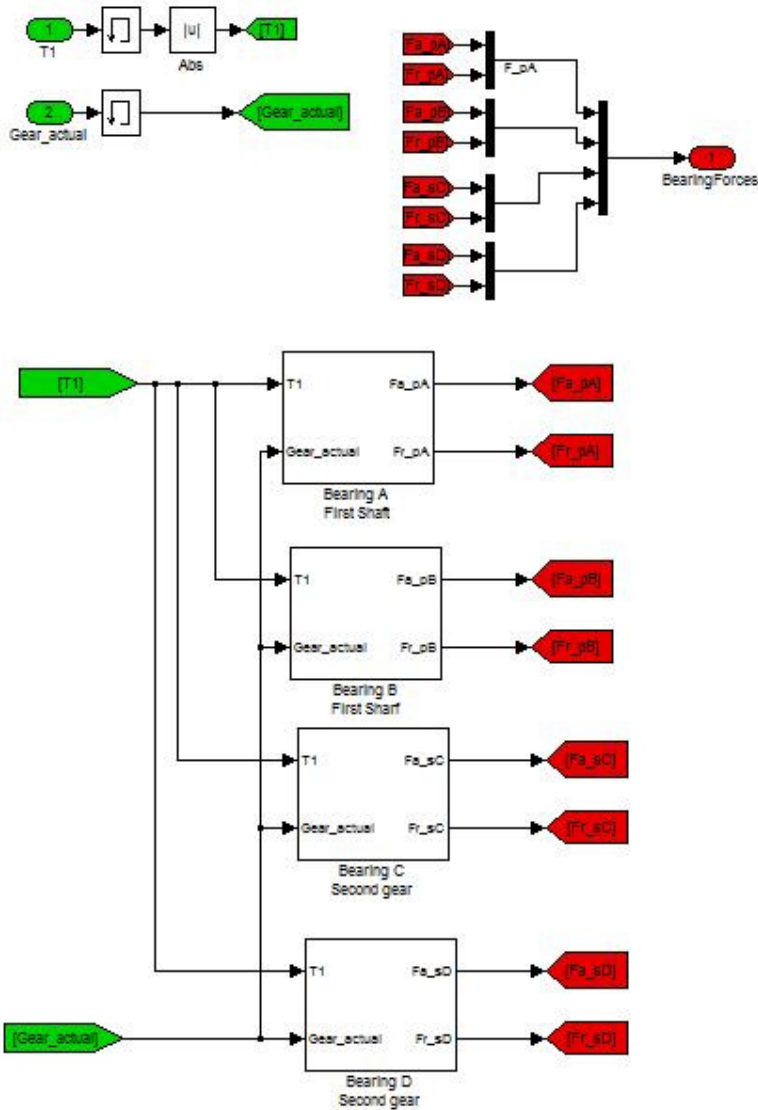 1
T1
|u|
Abs
[T1]
2
Gear_actual
[Gear_actual]
Fa_pA
Fr_pA
F_pA
Fa_pB
Fr_pB
Fa_sC
Fr_sC
Fa_sD
Fr_sD
1
BearingForces
[T1]
T1
Fa_pA
[Fa_pA]
Gear_actual
Fr_pA
[Fr_pA]
Bearing A
First Shaft
T1
Fa_pB
[Fa_pB]
Gear_actual
Fr_pB
[Fr_pB]
Bearing B
First Sharf
T1
Fa_sC
[Fa_sC]
Gear_actual
Fr_sC
[Fr_sC]
Bearing C
Second gear
T1
Fa_sD
[Fa_sD]
[Gear_actual]
Gear_actual
Fr_sD
[Fr_sD]
Bearing D
Second gear